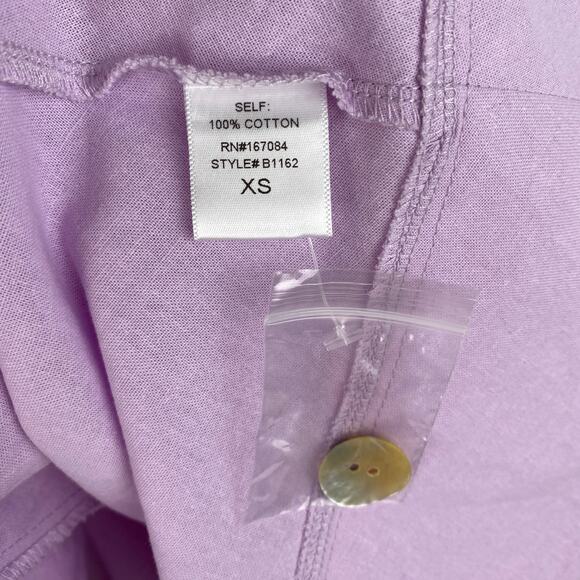 SELF:
100% COTTON
RN#167084
STYLE# B1162
XS